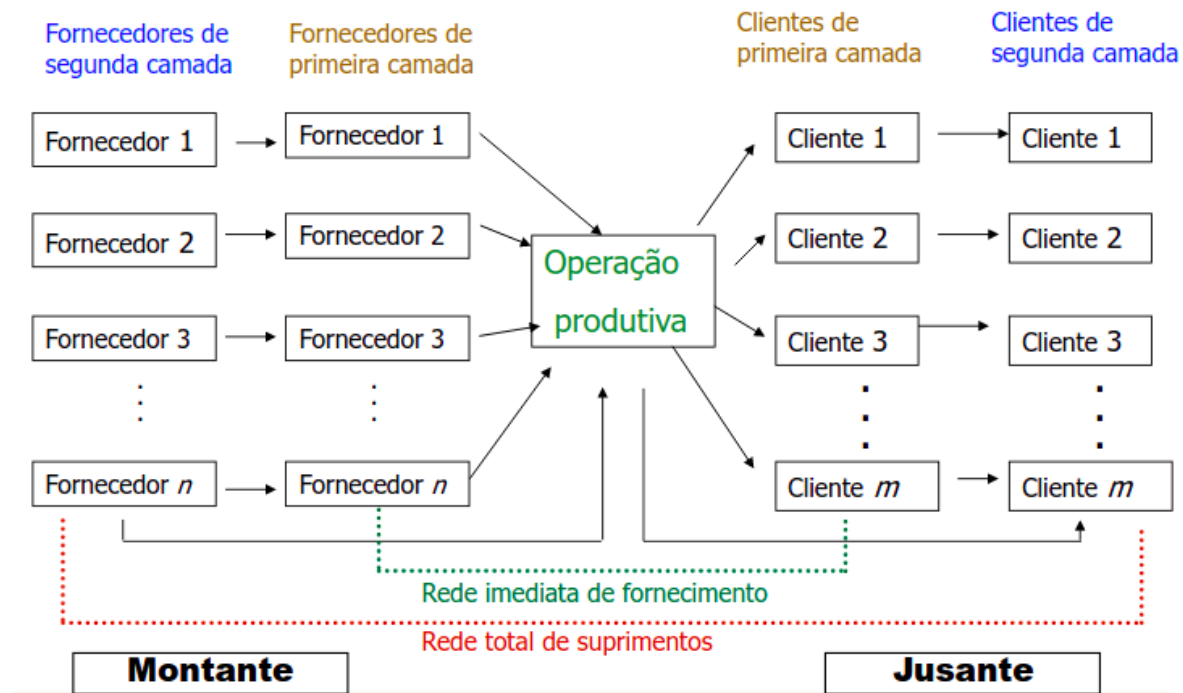 Fornecedores de
segunda camada
Fornecedores de
primeira camada
Clientes de
primeira camada
Clientes de
segunda camada
Fornecedor 1
Fornecedor 1
Cliente 1
Cliente 1
Fornecedor 2
Fornecedor 2
Operação
produtiva
Cliente 2
Cliente 2
Fornecedor 3
Fornecedor 3
Cliente 3
Cliente 3
Fornecedor n
Fornecedor n
Cliente m
Cliente m
Rede imediata de fornecimento
Rede total de suprimentos
Montante
Jusante